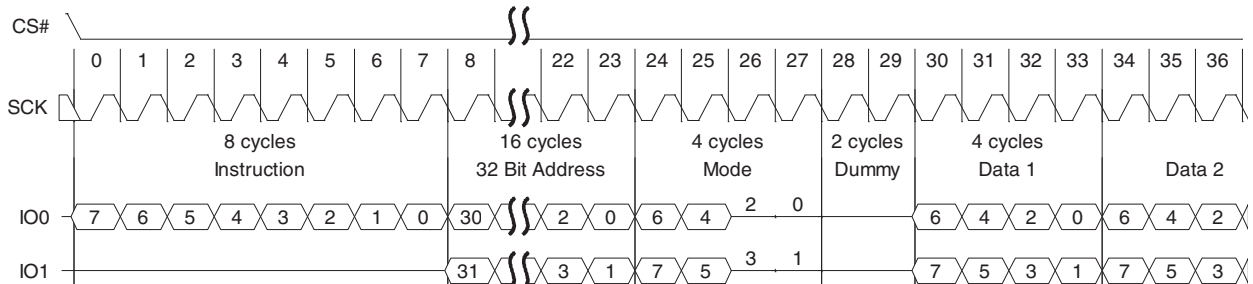 CS#
0 1 2 3 4 5 6 7 8 22 23 24 25 26 27 28 29 30 31 32 33 34 35 36
SCK
8 cycles 16 cycles 4 cycles 2 cycles 4 cycles
Instruction 32 Bit Address Mode Dummy Data 1 Data 2
IO0 7 6 5 4 3 2 1 0 30 2 0 6 4 2 0 6 4 2 0 6 4 2
IO1 31 3 1 7 5 3 1 7 5 3 1 7 5 3